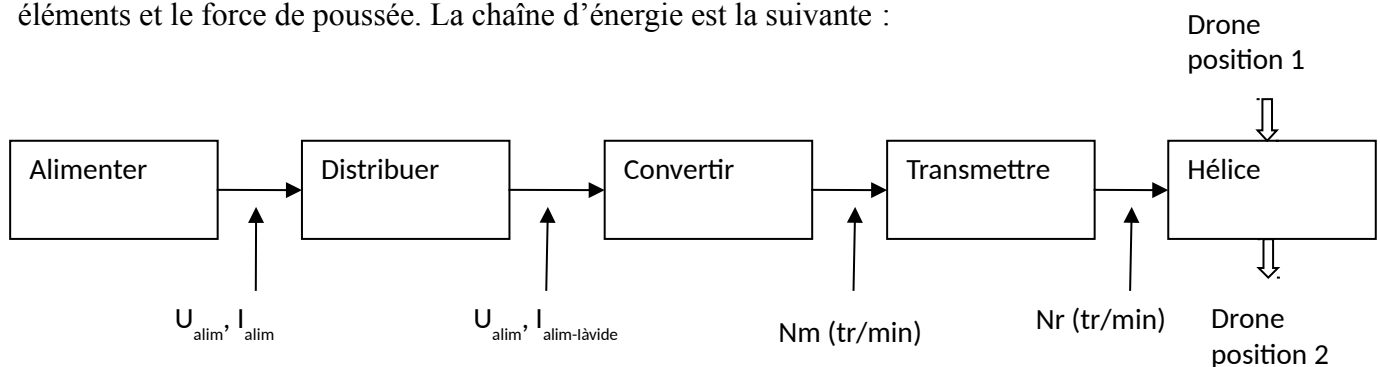 éléments et le force de poussée. La chaîne d’énergie est la suivante :
Drone
position 1
Alimenter
Distribuer
Convertir
Transmettre
Hélice
Ualim, Ialim
Ualim, Ialim-Iàvide
Nm (tr/min)
Nr (tr/min)
Drone
position 2